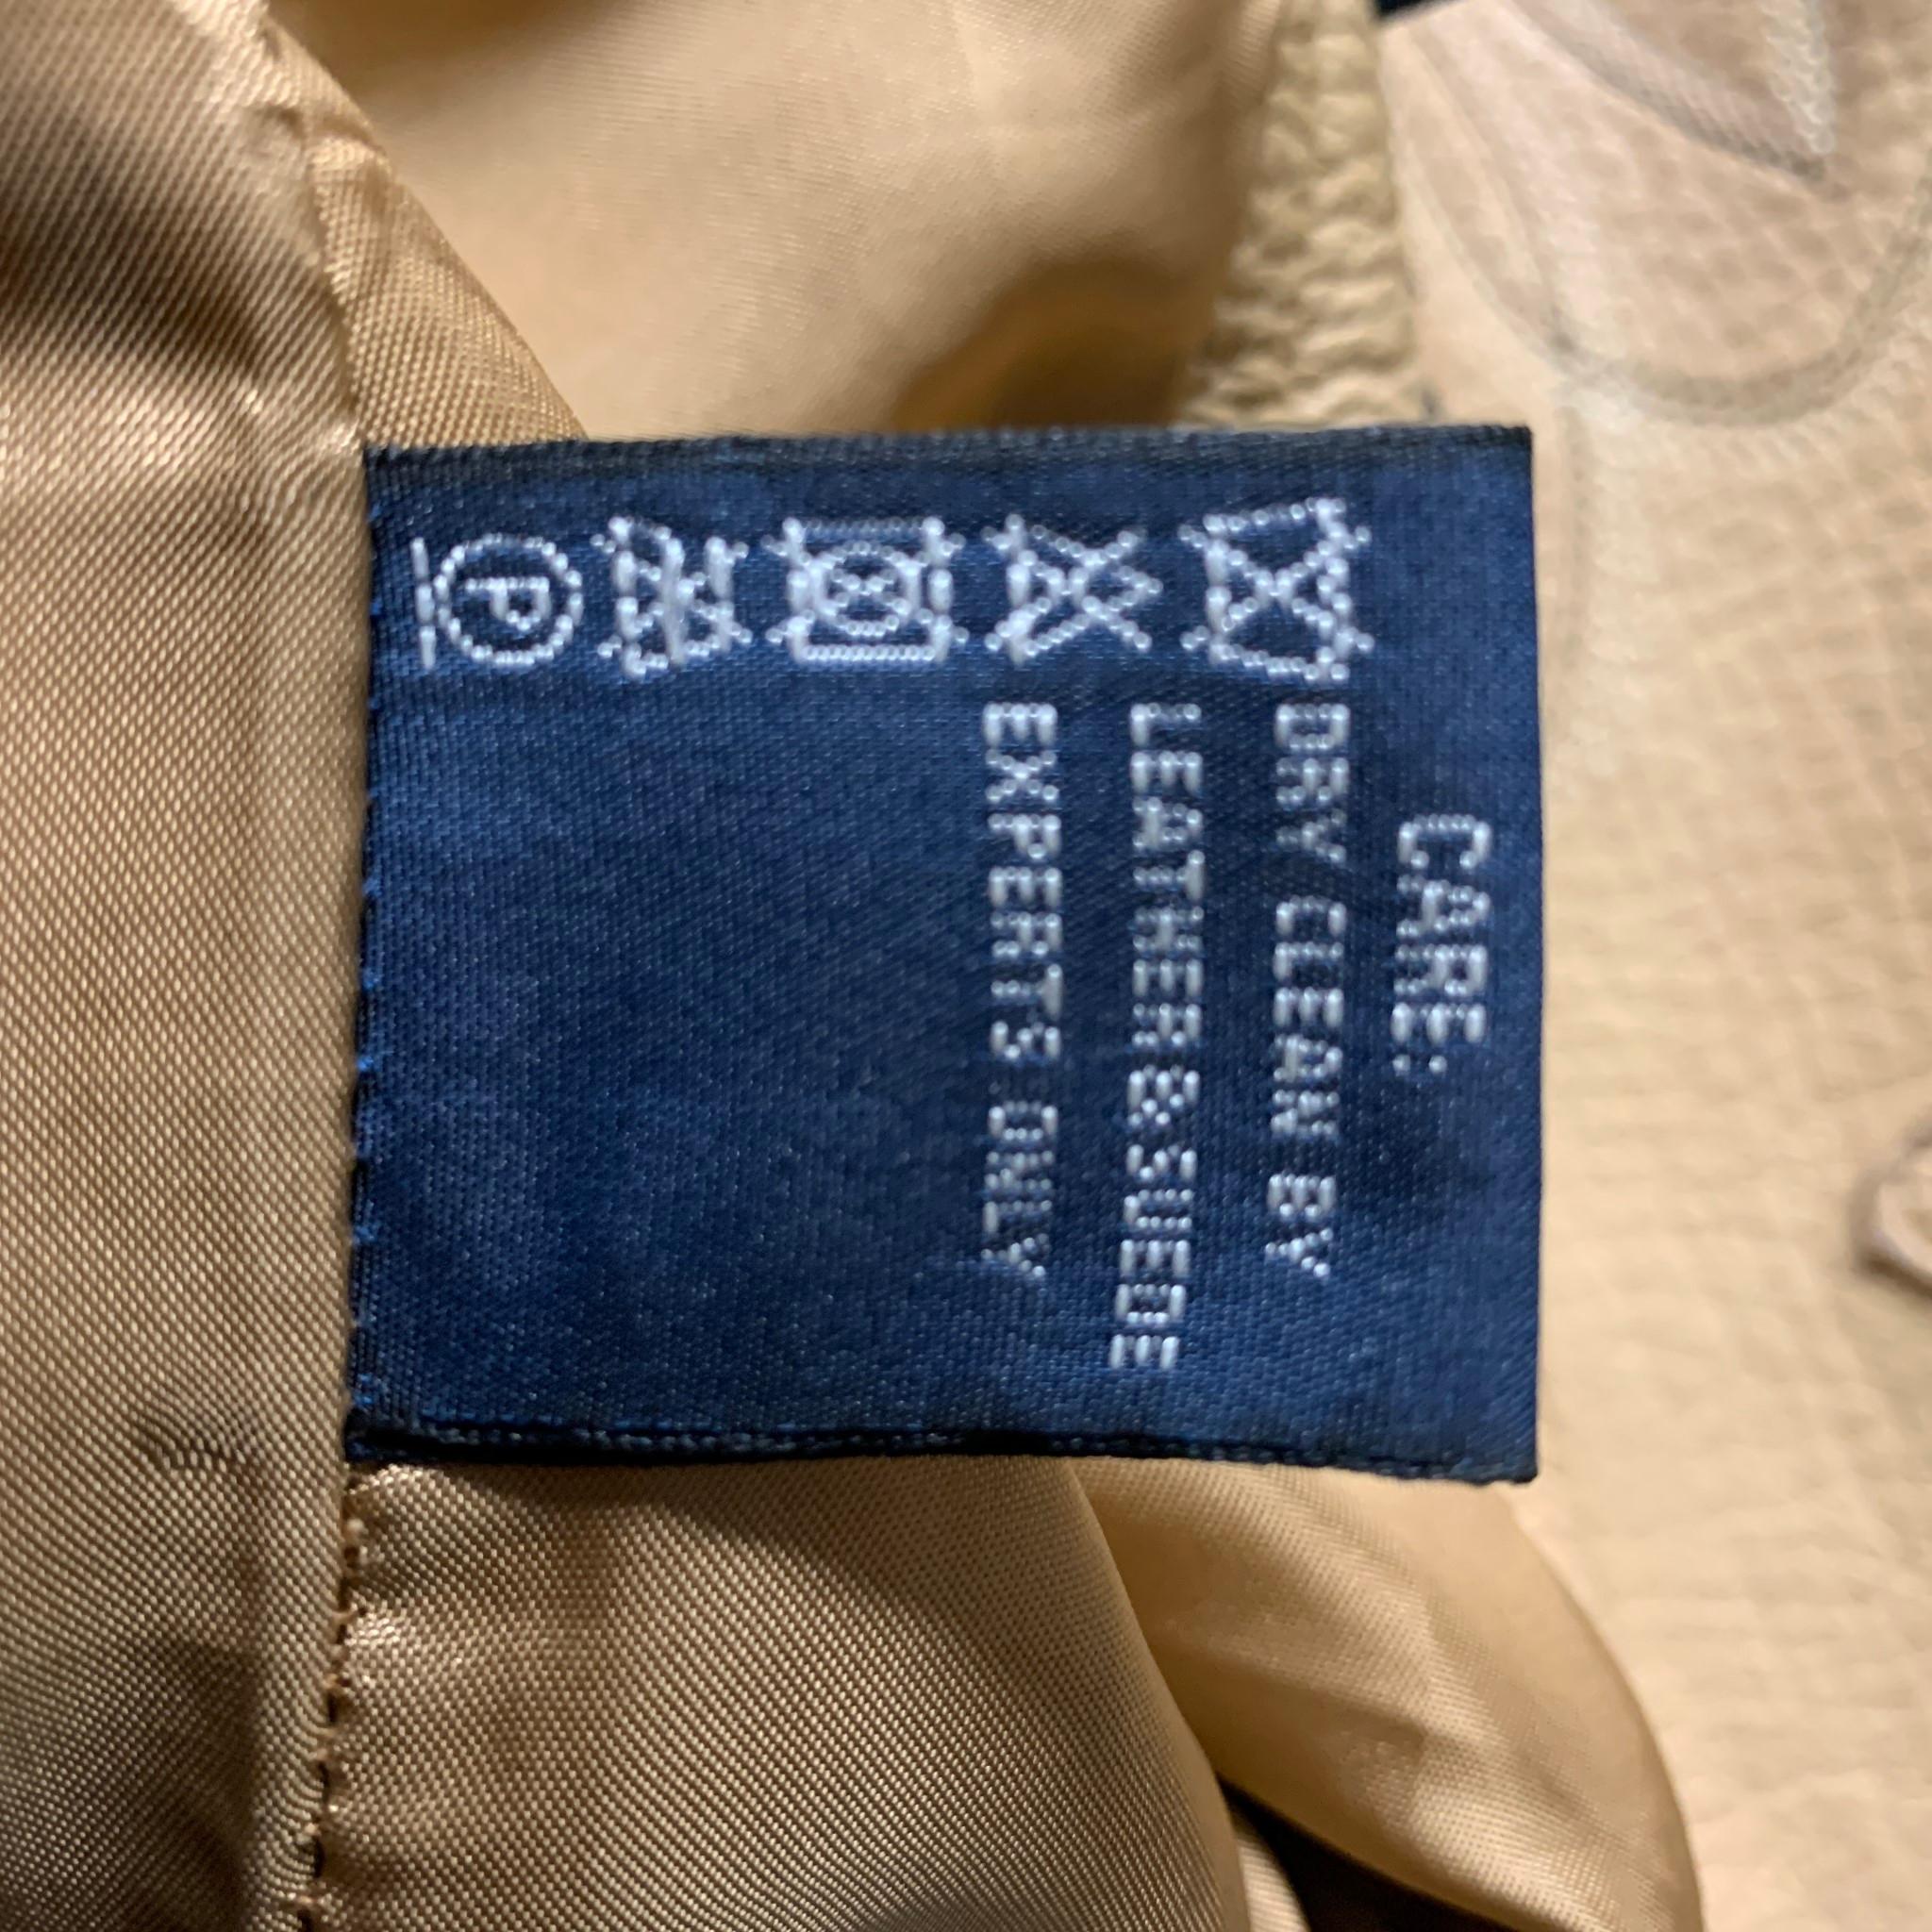 CARE:
DRY CLEAN BY
LEATHER & SUEDE
EXPERTS ONLY
P